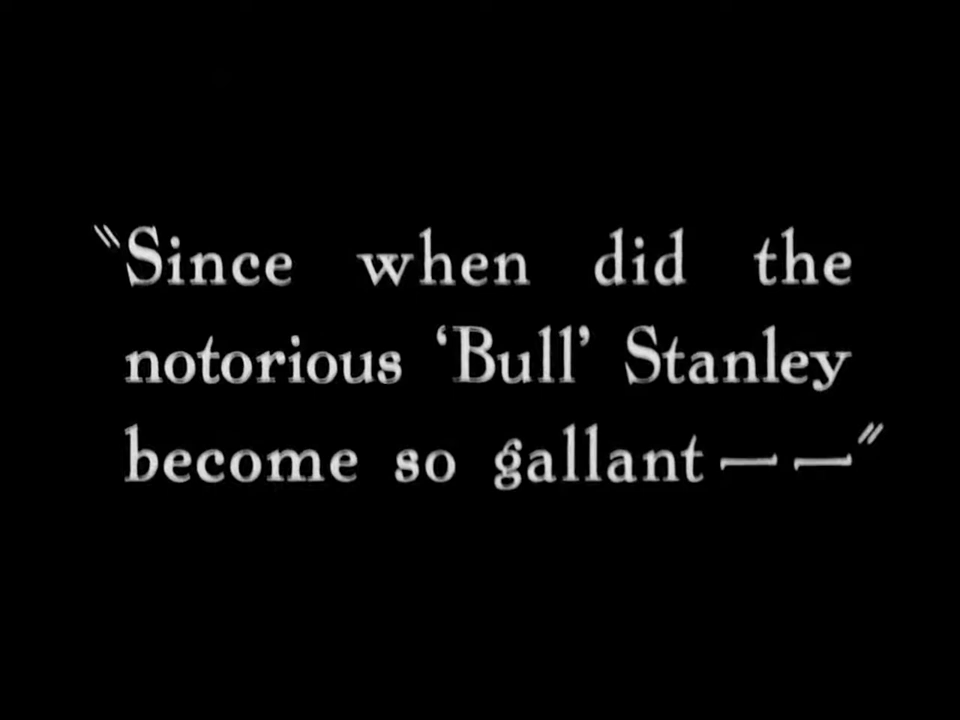 "Since when did the
notorious ‘Bull’ Stanley
become so gallant — —"